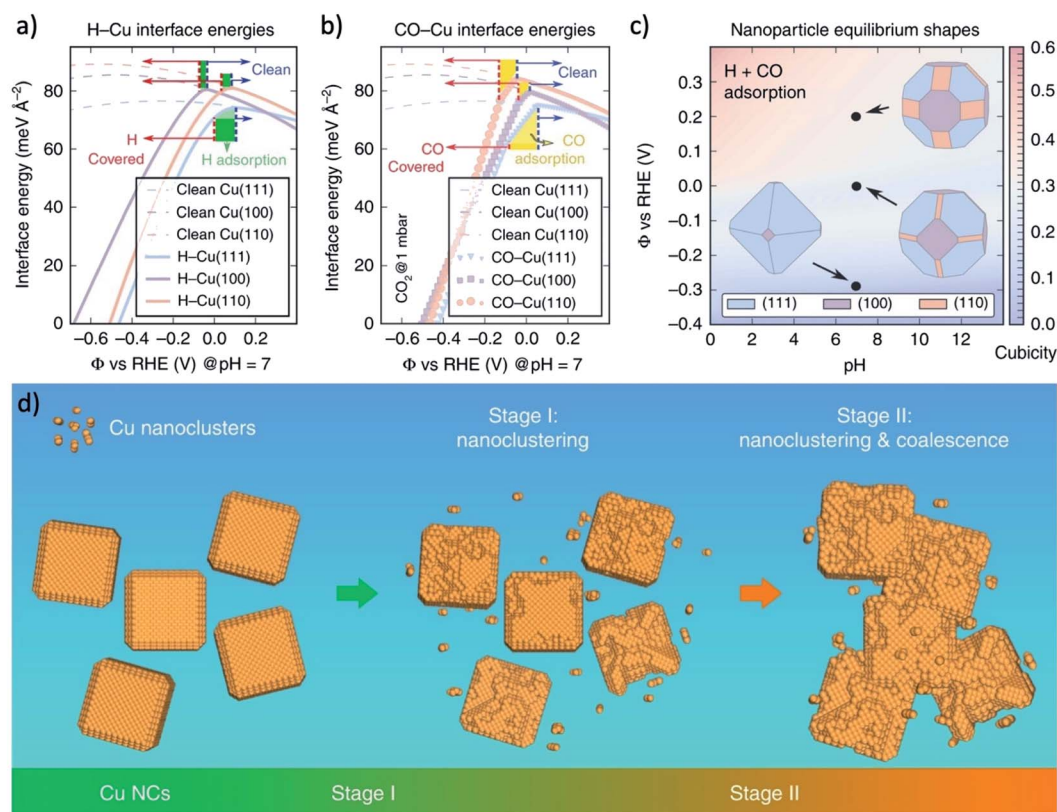 a) H–Cu interface energies
Interface energy (meV Å⁻²)
80
60
40
20
0
Clean
H
Covered
H adsorption
Clean Cu(111)
Clean Cu(100)
Clean Cu(110)
H–Cu(111)
H–Cu(100)
H–Cu(110)
−0.6 −0.4 −0.2 0.0 0.2
Φ vs RHE (V) @pH = 7
b) CO–Cu interface energies
Interface energy (meV Å⁻²)
80
60
40
20
0
Clean
CO
Covered
CO
adsorption
CO₂ @1 mbar
Clean Cu(111)
Clean Cu(100)
Clean Cu(110)
CO–Cu(111)
CO–Cu(100)
CO–Cu(110)
−0.6 −0.4 −0.2 0.0 0.2
Φ vs RHE (V) @pH = 7
c) Nanoparticle equilibrium shapes
Φ vs RHE (V)
0.3
0.2
0.1
0.0
−0.1
−0.2
−0.3
−0.4
H + CO
adsorption
(111) (100) (110)
0 2 4 6 8 10 12
pH
0.6
0.5
0.4
0.3
0.2
0.1
0.0
Cubicity
d)
Cu nanoclusters
Stage I:
nanoclustering
Stage II:
nanoclustering & coalescence
Cu NCs Stage I Stage II